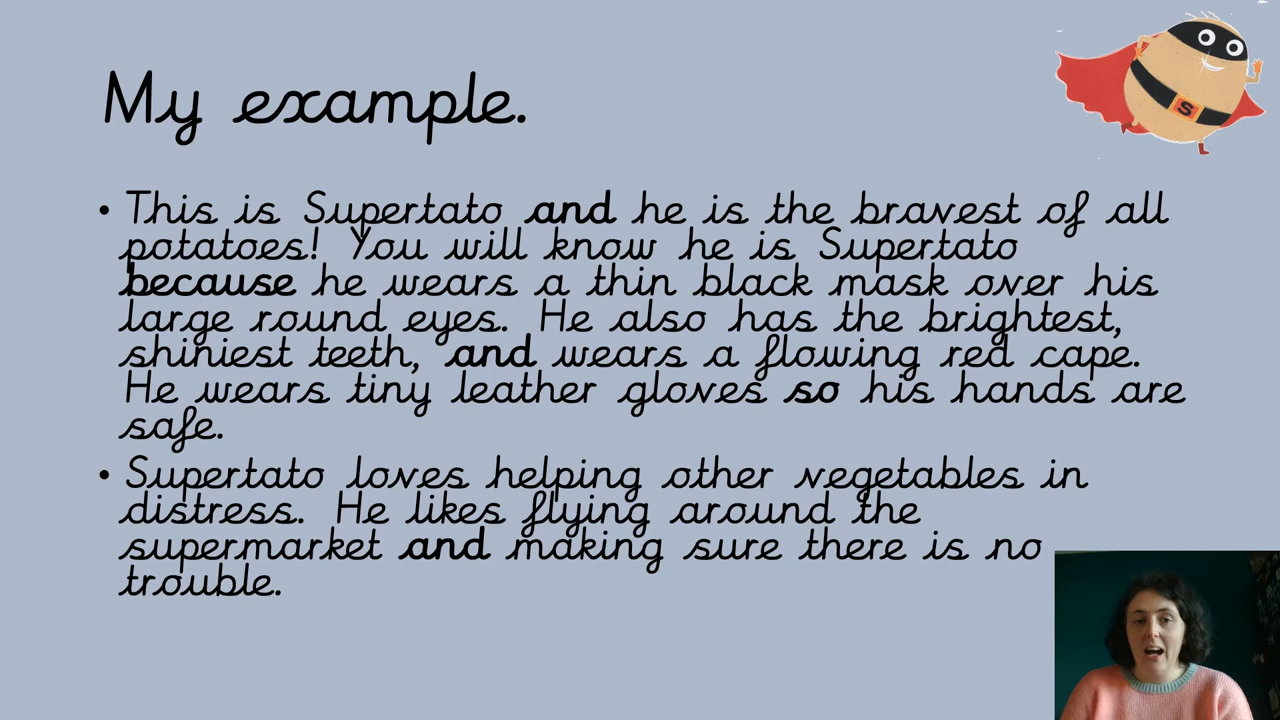 My example.
• This is Supertato and he is the bravest of all
potatoes! You will know he is Supertato
because he wears a thin black mask over his
large round eyes. He also has the brightest,
shiniest teeth, and wears a flowing red cape.
He wears tiny leather gloves so his hands are
safe.
• Supertato loves helping other vegetables in
distress. He likes flying around the
supermarket and making sure there is no
trouble.
S